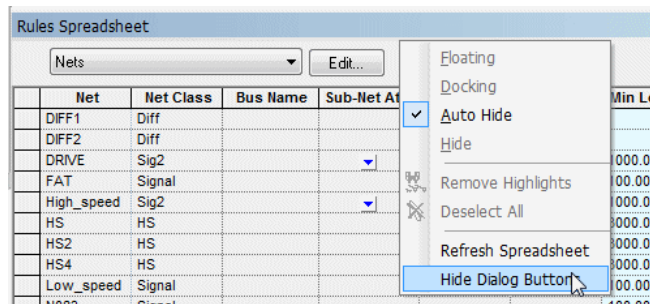 Rules Spreadsheet
Nets Edit...
Floating
Docking
Auto Hide
Hide
Remove Highlights
Deselect All
Refresh Spreadsheet
Hide Dialog Button
Net Net Class Bus Name Sub-Net At Min Le
DIFF1 Diff
DIFF2 Diff
DRIVE Sig2 1000.0
FAT Signal 100.00
High_speed Sig2 1000.0
HS HS 3000.0
HS2 HS 3000.0
HS4 HS 3000.0
Low_speed Signal 100.00